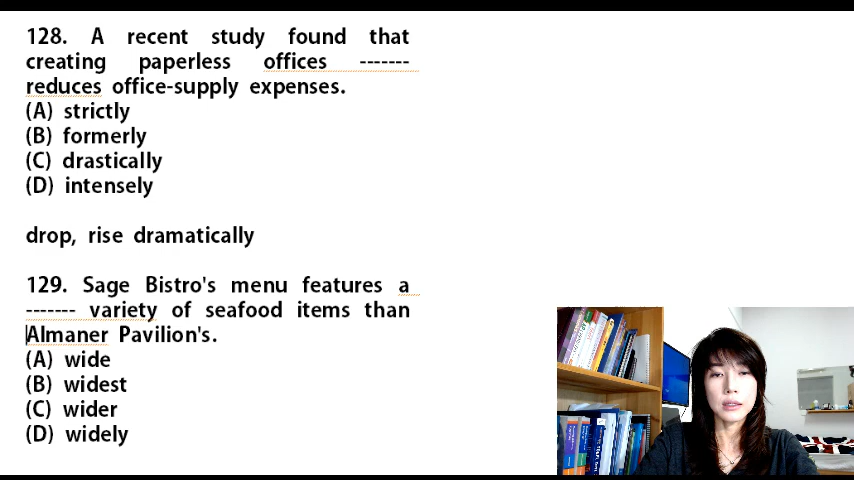 128. A recent study found that
creating paperless offices -------
reduces office-supply expenses.
(A) strictly
(B) formerly
(C) drastically
(D) intensely
drop, rise dramatically
129. Sage Bistro's menu features a
------- variety of seafood items than
Almaner Pavilion's.
(A) wide
(B) widest
(C) wider
(D) widely